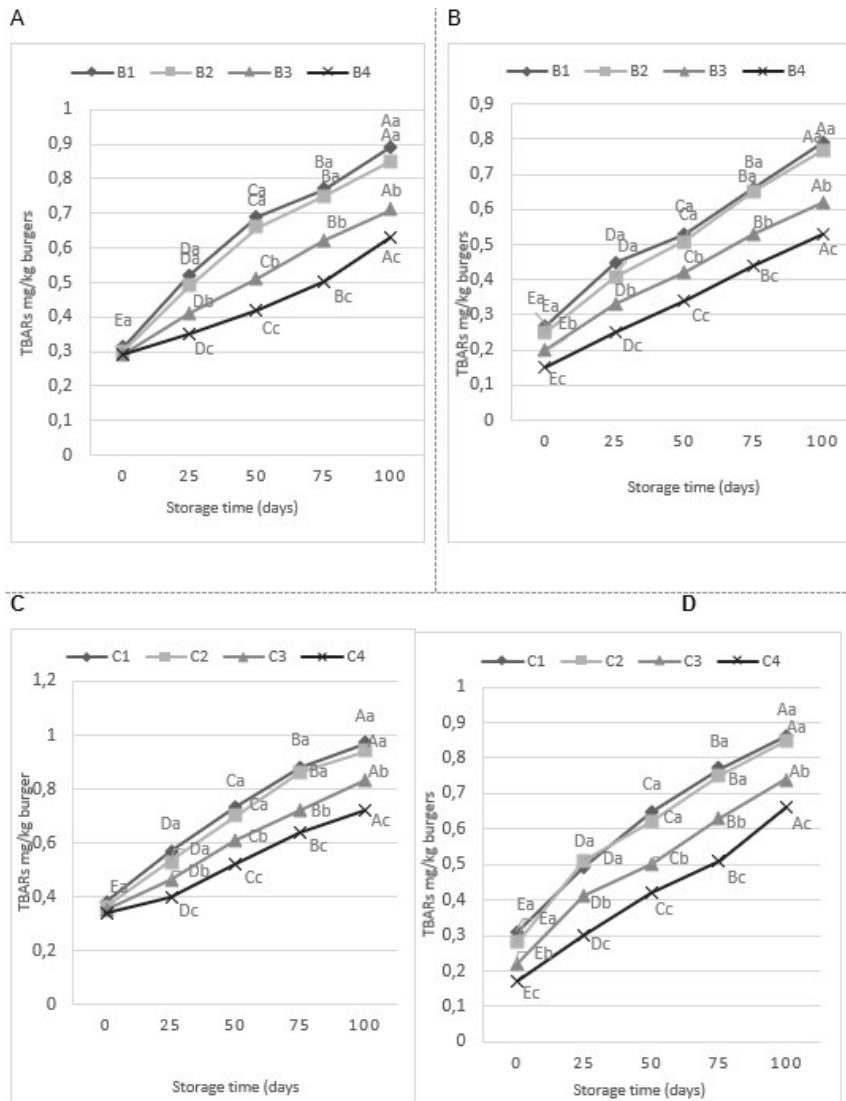 A
B1 B2 B3 B4
TBARs mg/kg burgers
1
0,9
0,8
0,7
0,6
0,5
0,4
0,3
0,2
0,1
0
Ea
Da
Da
Db
Dc
Ca
Ca
Cb
Cc
Ba
Ba
Bb
Bc
Aa
Aa
Ab
Ac
0 25 50 75 100
Storage time (days)
B
B1 B2 B3 B4
TBARs mg/kg burgers
0,9
0,8
0,7
0,6
0,5
0,4
0,3
0,2
0,1
0
Ea
Ea
Eb
Ec
Da
Da
Db
Dc
Ca
Ca
Cb
Cc
Ba
Ba
Bb
Bc
Aa
Aa
Ab
Ac
0 25 50 75 100
Storage time (days)
C
C1 C2 C3 C4
TBARs mg/kg burger
1,2
1
0,8
0,6
0,4
0,2
0
Ea
Da
Da
Db
Dc
Ca
Ca
Cb
Cc
Ba
Ba
Bb
Bc
Aa
Aa
Ab
Ac
0 25 50 75 100
Storage time (days
D
C1 C2 C3 C4
TBARs mg/kg burgers
1
0,9
0,8
0,7
0,6
0,5
0,4
0,3
0,2
0,1
0
Ea
Ea
Eb
Ec
Da
Da
Db
Dc
Ca
Ca
Cb
Cc
Ba
Ba
Bb
Bc
Aa
Aa
Ab
Ac
0 25 50 75 100
Storage time (days)